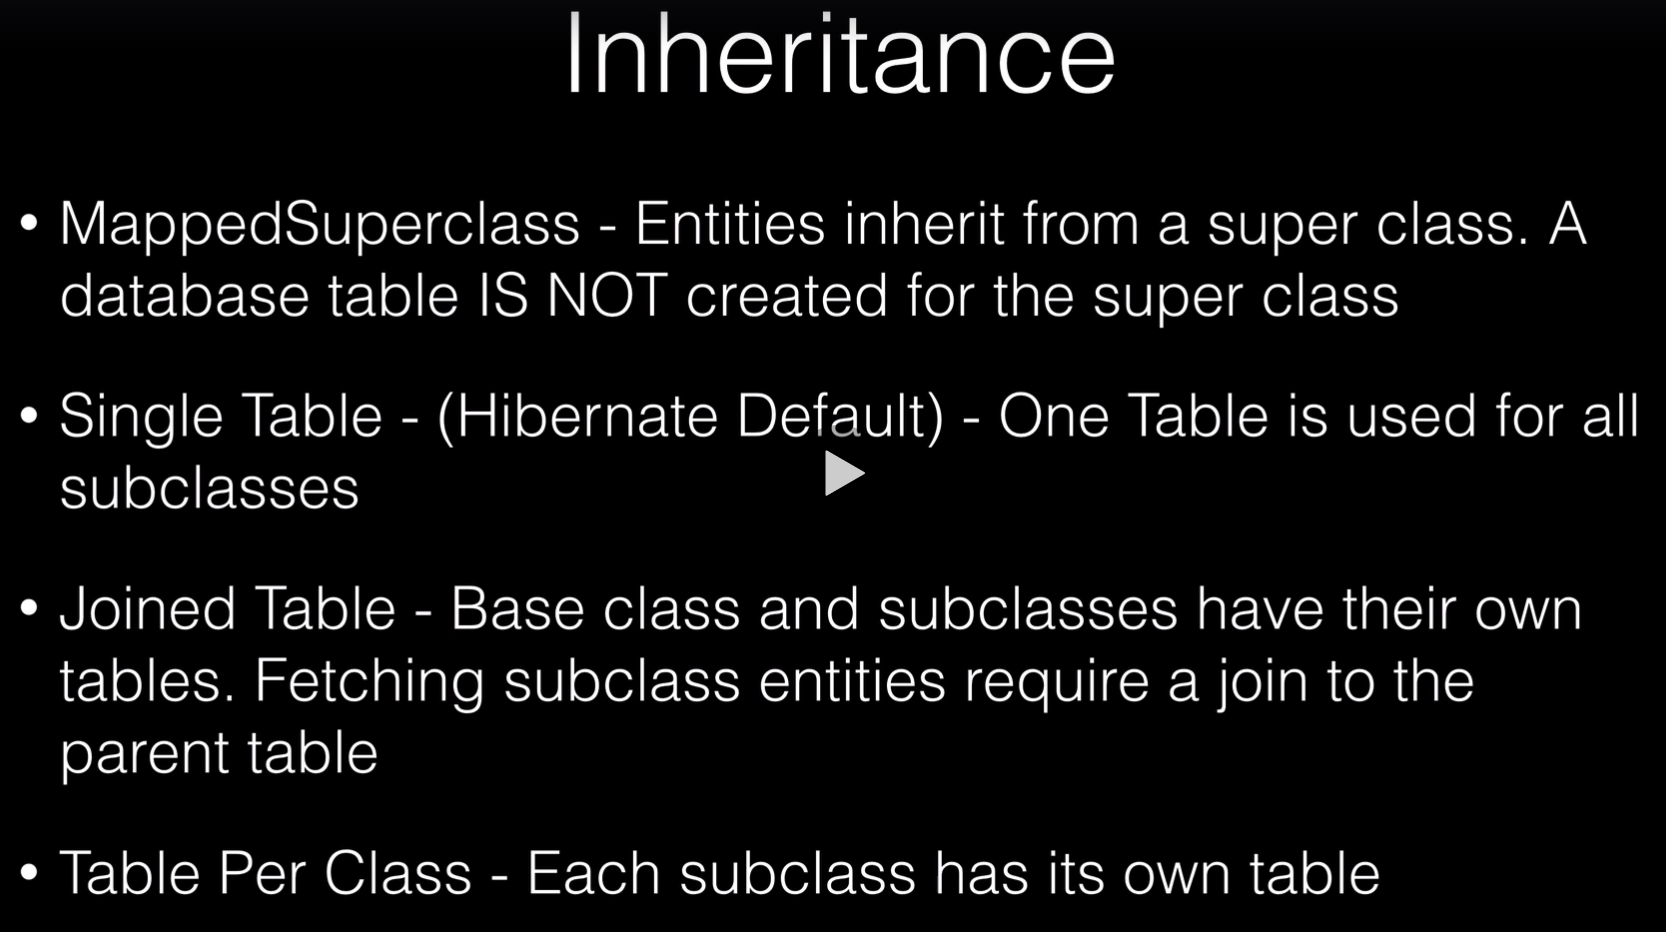 Inheritance
• MappedSuperclass - Entities inherit from a super class. A
database table IS NOT created for the super class
• Single Table - (Hibernate Default) - One Table is used for all
subclasses
• Joined Table - Base class and subclasses have their own
tables. Fetching subclass entities require a join to the
parent table
• Table Per Class - Each subclass has its own table